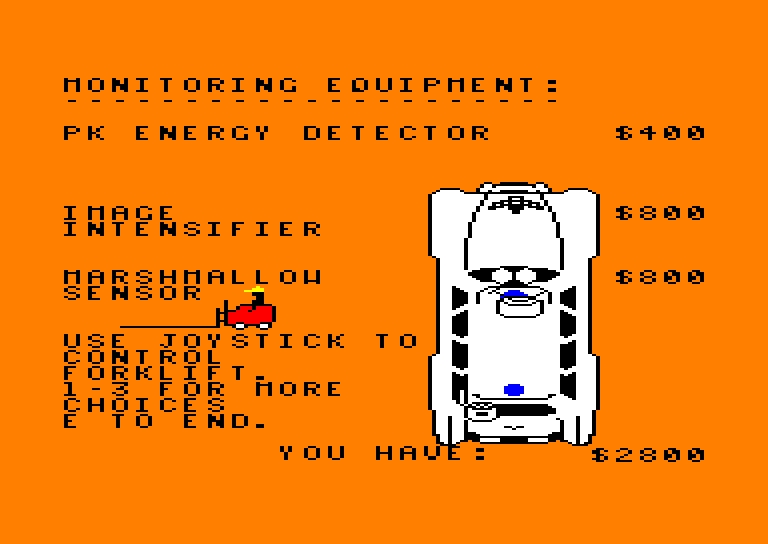 MONITORING EQUIPMENT:
---------------------
PK ENERGY DETECTOR $400
IMAGE $800
INTENSIFIER
MARSHMALLOW $800
SENSOR
USE JOYSTICK TO
CONTROL
FORKLIFT.
1-3 FOR MORE
CHOICES
E TO END.
YOU HAVE: $2800